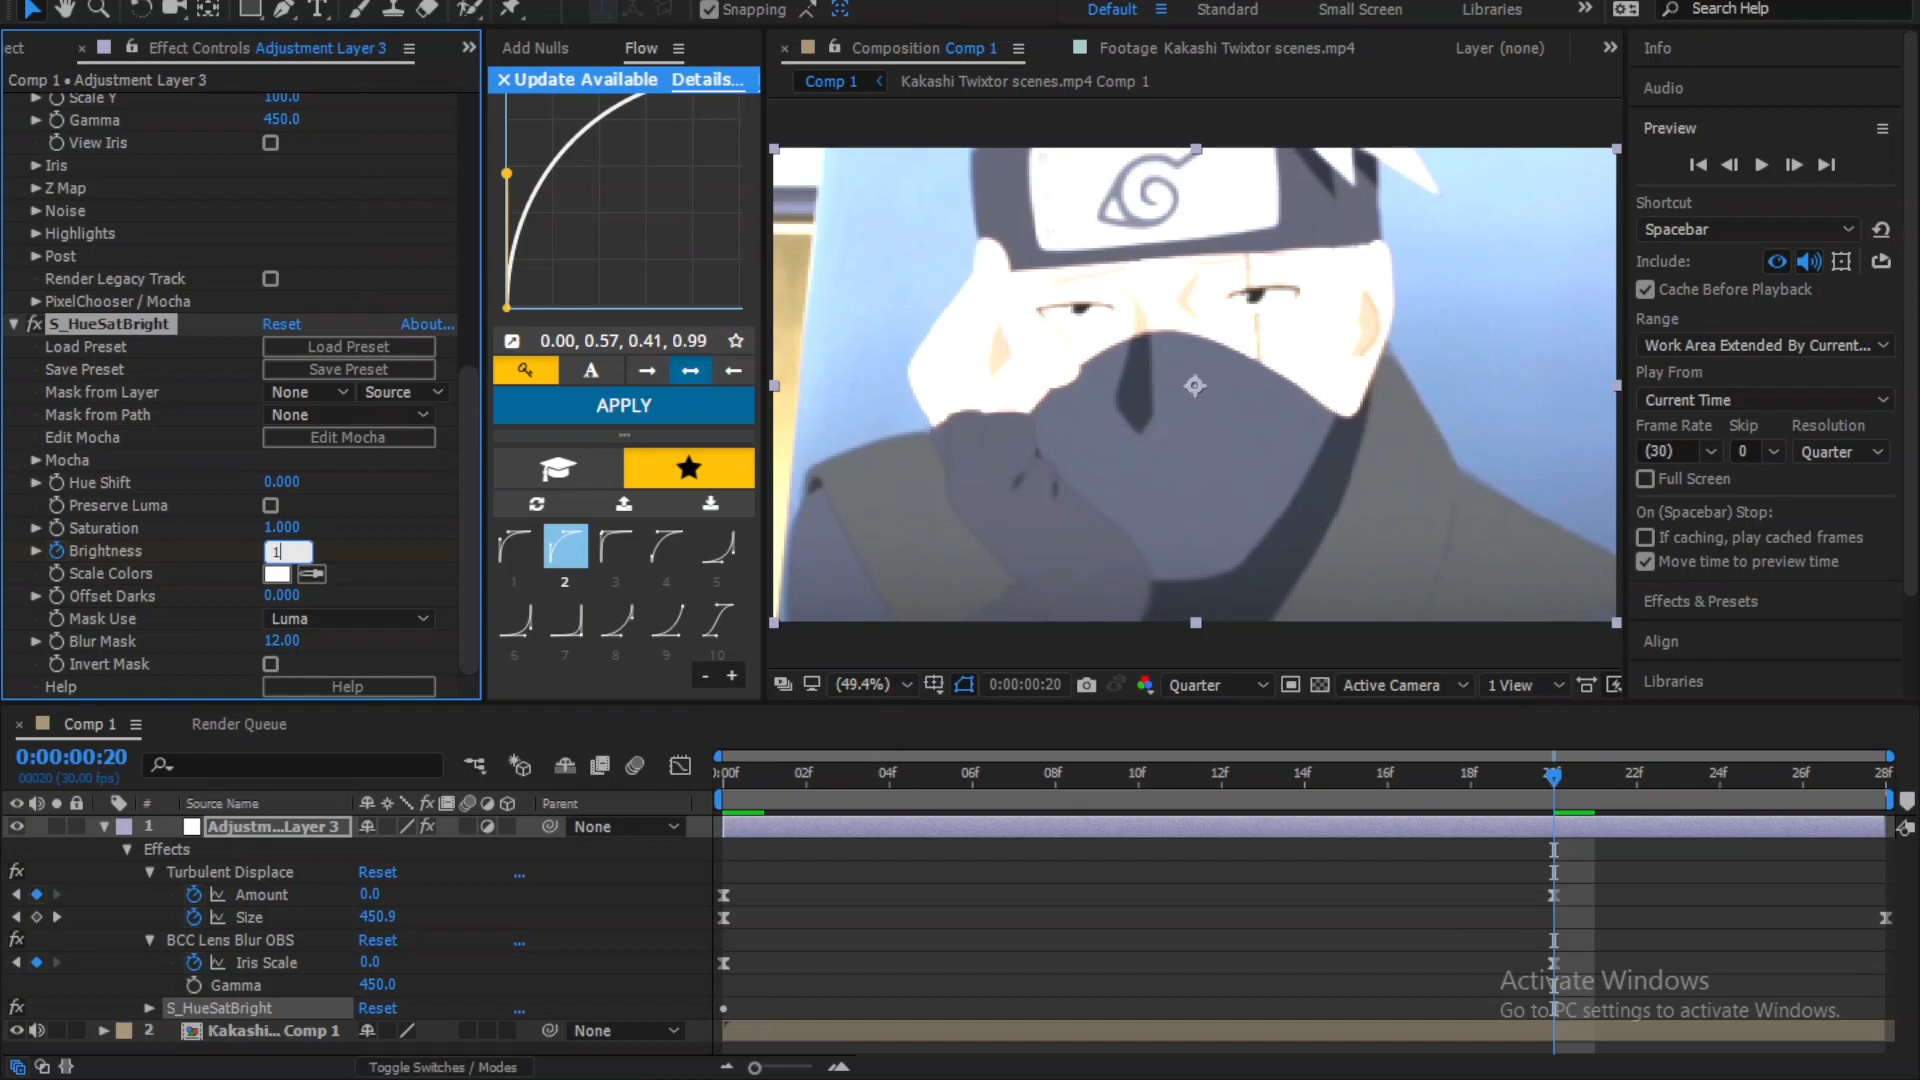 Snapping
Default
Standard
Small Screen
Libraries
Search Help
ect
Effect Controls Adjustment Layer 3
Comp 1 • Adjustment Layer 3
Scale Y 100.0
Gamma 450.0
View Iris
Iris
Z Map
Noise
Highlights
Post
Render Legacy Track
PixelChooser / Mocha
fx S_HueSatBright Reset About...
Load Preset Load Preset
Save Preset Save Preset
Mask from Layer None Source
Mask from Path None
Edit Mocha Edit Mocha
Mocha
Hue Shift 0.000
Preserve Luma
Saturation 1.000
Brightness 1
Scale Colors
Offset Darks 0.000
Mask Use Luma
Blur Mask 12.00
Invert Mask
Help Help
Add Nulls Flow
Update Available Details...
0.00, 0.57, 0.41, 0.99
A
APPLY
1 2 3 4 5
6 7 8 9 10
- +
Composition Comp 1
Footage Kakashi Twixtor scenes.mp4
Layer (none)
Comp 1
Kakashi Twixtor scenes.mp4 Comp 1
(49.4%)
0:00:00:20
Quarter
Active Camera
1 View
Info
Audio
Preview
Shortcut
Spacebar
Include:
Cache Before Playback
Range
Work Area Extended By Current...
Play From
Current Time
Frame Rate Skip Resolution
(30) 0 Quarter
Full Screen
On (Spacebar) Stop:
If caching, play cached frames
Move time to preview time
Effects & Presets
Align
Libraries
Comp 1
Render Queue
0:00:00:20
00020 (30.00 fps)
02f 04f 06f 08f 10f 12f 14f 16f 18f 22f 24f 26f 28f
# Source Name fx Parent
1 Adjustm...Layer 3 fx None
Effects
fx Turbulent Displace Reset ...
Amount 0.0
Size 450.9
fx BCC Lens Blur OBS Reset ...
Iris Scale 0.0
Gamma 450.0
fx S_HueSatBright Reset ...
2 Kakashi... Comp 1 None
Toggle Switches / Modes
Activate Windows
Go to PC settings to activate Windows.